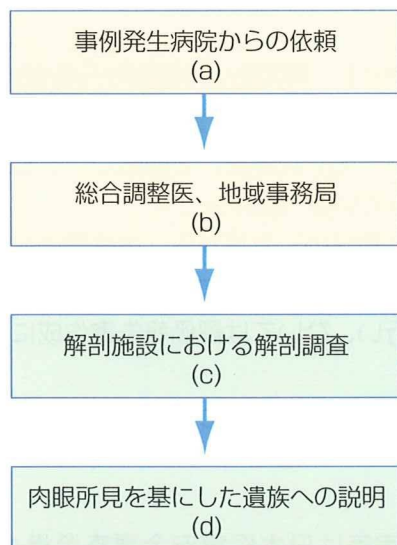 事例発生病院からの依頼
(a)
総合調整医、地域事務局
(b)
解剖施設における解剖調査
(c)
肉眼所見を基にした遺族への説明
(d)